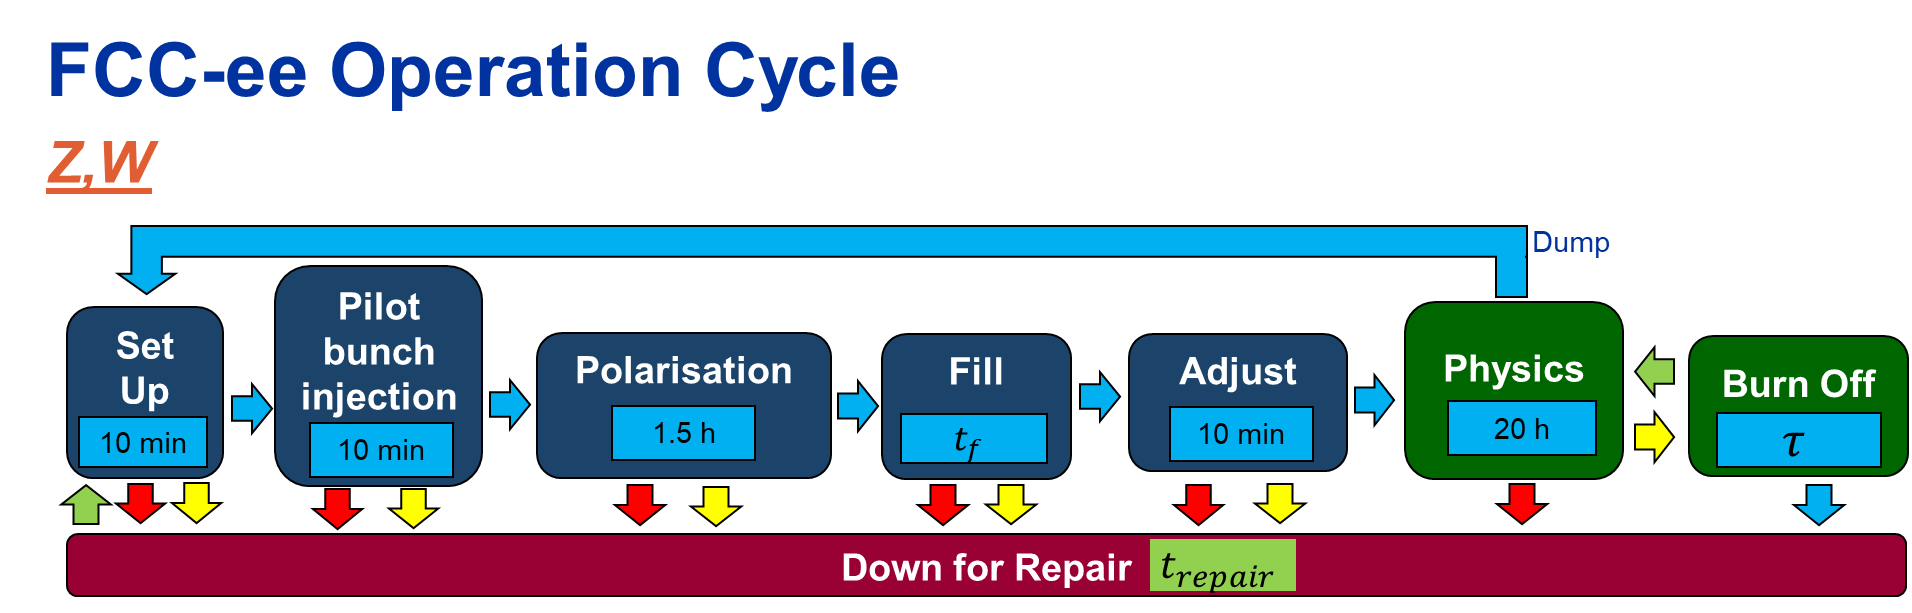 FCC-ee Operation Cycle
Z,W
Dump
Set
Up
10 min
Pilot
bunch
injection
10 min
Polarisation
1.5 h
Fill
t_f
Adjust
10 min
Physics
20 h
Burn Off
τ
Down for Repair t_repair